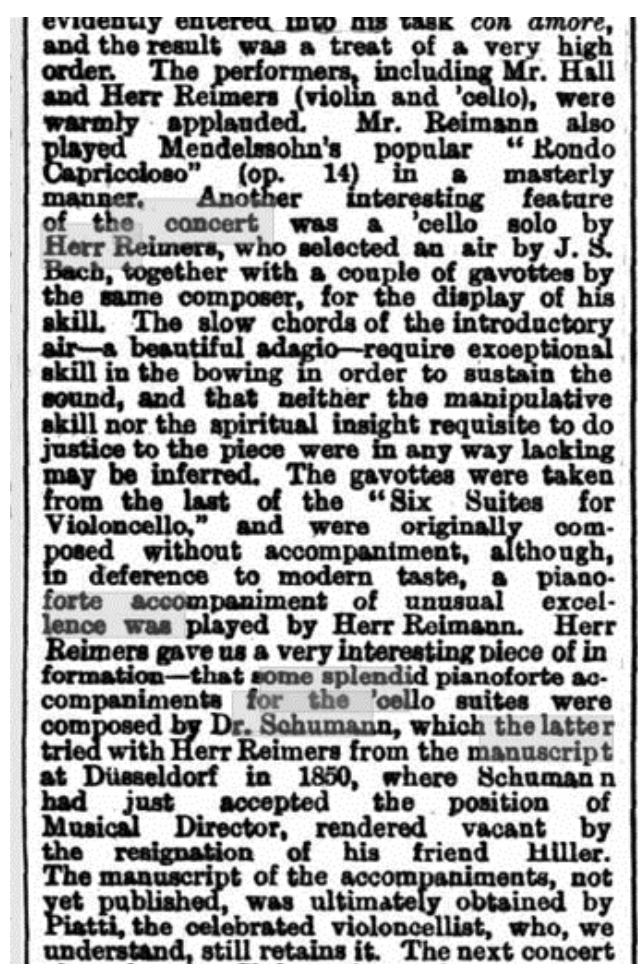 evidently entered into his task con amore,
and the result was a treat of a very high
order. The performers, including Mr. Hall
and Herr Reimers (violin and 'cello), were
warmly applauded. Mr. Reimann also
played Mendelssohn's popular "Rondo
Capriccloso" (op. 14) in a masterly
manner. Another interesting feature
of the concert was a 'cello solo by
Herr Reimers, who selected an air by J. S.
Bach, together with a couple of gavottes by
the same composer, for the display of his
skill. The slow chords of the introductory
air—a beautiful adagio—require exceptional
skill in the bowing in order to sustain the
sound, and that neither the manipulative
skill nor the spiritual insight requisite to do
justice to the piece were in any way lacking
may be inferred. The gavottes were taken
from the last of the "Six Suites for
Violoncello," and were originally com-
posed without accompaniment, although,
in deference to modern taste, a piano-
forte accompaniment of unusual excel-
lence was played by Herr Reimann. Herr
Reimers gave us a very interesting piece of in
formation—that some splendid pianoforte ac-
companiments for the 'cello suites were
composed by Dr. Schumann, which the latter
tried with Herr Reimers from the manuscript
at Düsseldorf in 1850, where Schumann
had just accepted the position of
Musical Director, rendered vacant by
the resignation of his friend Hiller.
The manuscript of the accompaniments, not
yet published, was ultimately obtained by
Piatti, the celebrated violoncellist, who, we
understand, still retains it. The next concert